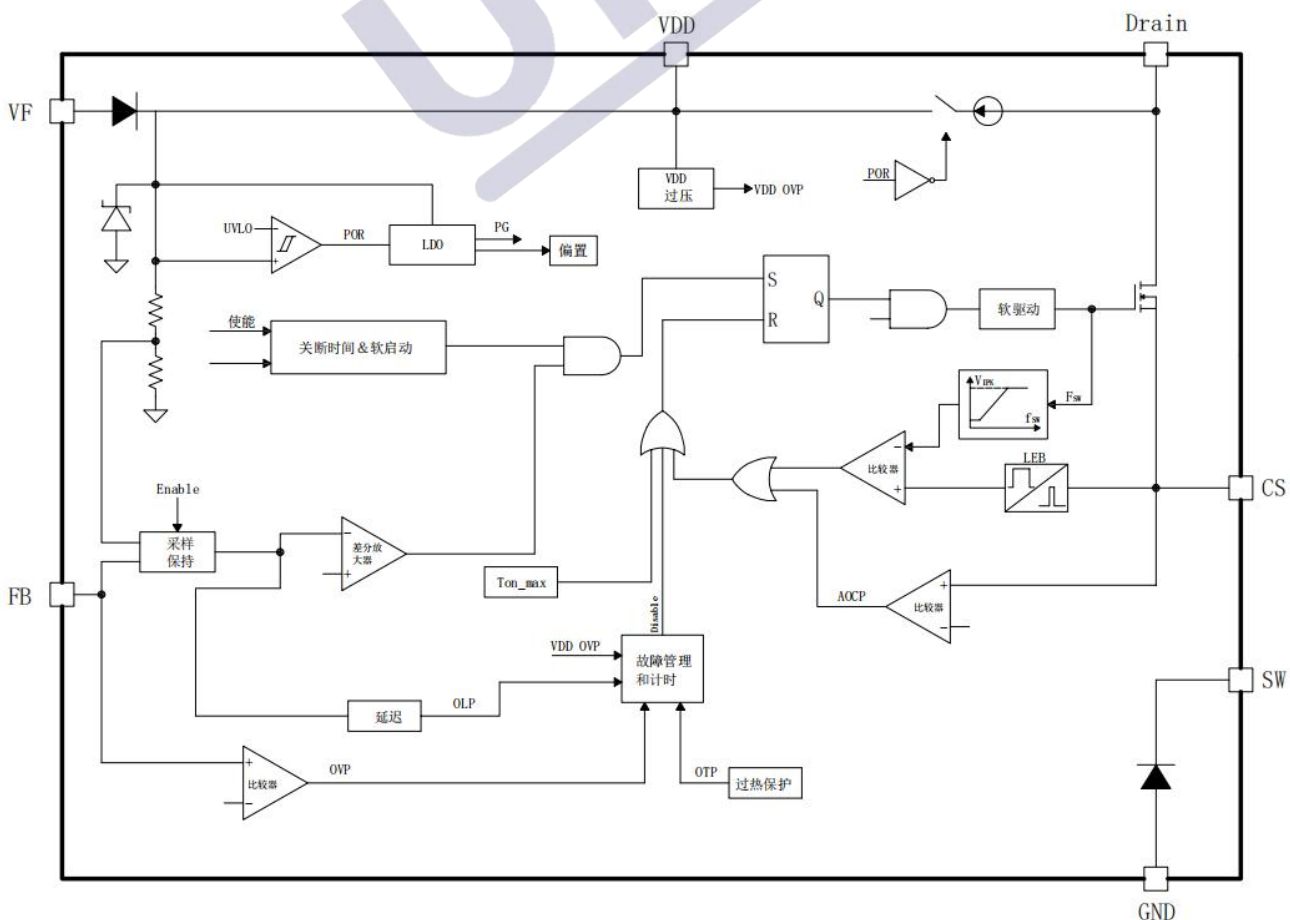 VDD
Drain
VF
VDD
过压
VDD OVP
POR
UVLO
POR
LDO
PG
偏置
使能
关断时间&软启动
S
R
Q
软驱动
V_IPK
f_SW
F_SW
比较器
LEB
CS
Enable
采样
保持
差分放
大器
FB
Ton_max
AOCP
比较器
Disable
VDD OVP
故障管理
和计时
SW
延迟
OLP
OVP
比较器
OTP
过热保护
GND